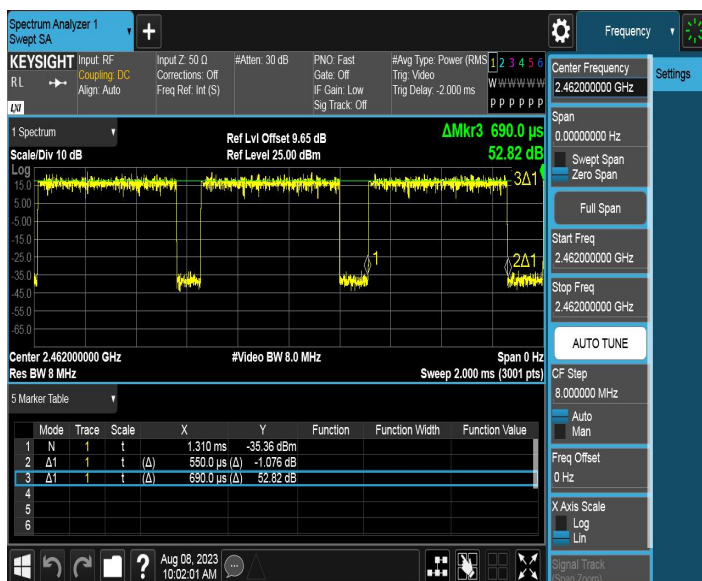 Spectrum Analyzer 1
Swept SA
Frequency
KEYSIGHT
RL
LXI
Input: RF
Coupling: DC
Align: Auto
Input Z: 50 Ω
Corrections: Off
Freq Ref: Int (S)
#Atten: 30 dB
PNO: Fast
Gate: Off
IF Gain: Low
Sig Track: Off
#Avg Type: Power (RMS
Trig: Video
Trig Delay: -2.000 ms
1 2 3 4 5 6
W W W W W W
P P P P P P
Center Frequency
2.462000000 GHz
Settings
Span
0.00000000 Hz
Swept Span
Zero Span
Full Span
Start Freq
2.462000000 GHz
Stop Freq
2.462000000 GHz
AUTO TUNE
CF Step
8.000000 MHz
Auto
Man
Freq Offset
0 Hz
X Axis Scale
Log
Lin
Signal Track
(Span Zoom)
1 Spectrum
Scale/Div 10 dB
Log
Ref Lvl Offset 9.65 dB
Ref Level 25.00 dBm
ΔMkr3 690.0 µs
52.82 dB
15.0
5.00
-5.00
-15.0
-25.0
-35.0
-45.0
-55.0
-65.0
3Δ1
1
2Δ1
Center 2.462000000 GHz
Res BW 8 MHz
#Video BW 8.0 MHz
Span 0 Hz
Sweep 2.000 ms (3001 pts)
5 Marker Table
Mode Trace Scale X Y Function Function Width Function Value
1 N 1 t 1.310 ms -35.36 dBm
2 Δ1 1 t (Δ) 550.0 µs (Δ) -1.076 dB
3 Δ1 1 t (Δ) 690.0 µs (Δ) 52.82 dB
4
5
6
?
Aug 08, 2023
10:02:01 AM